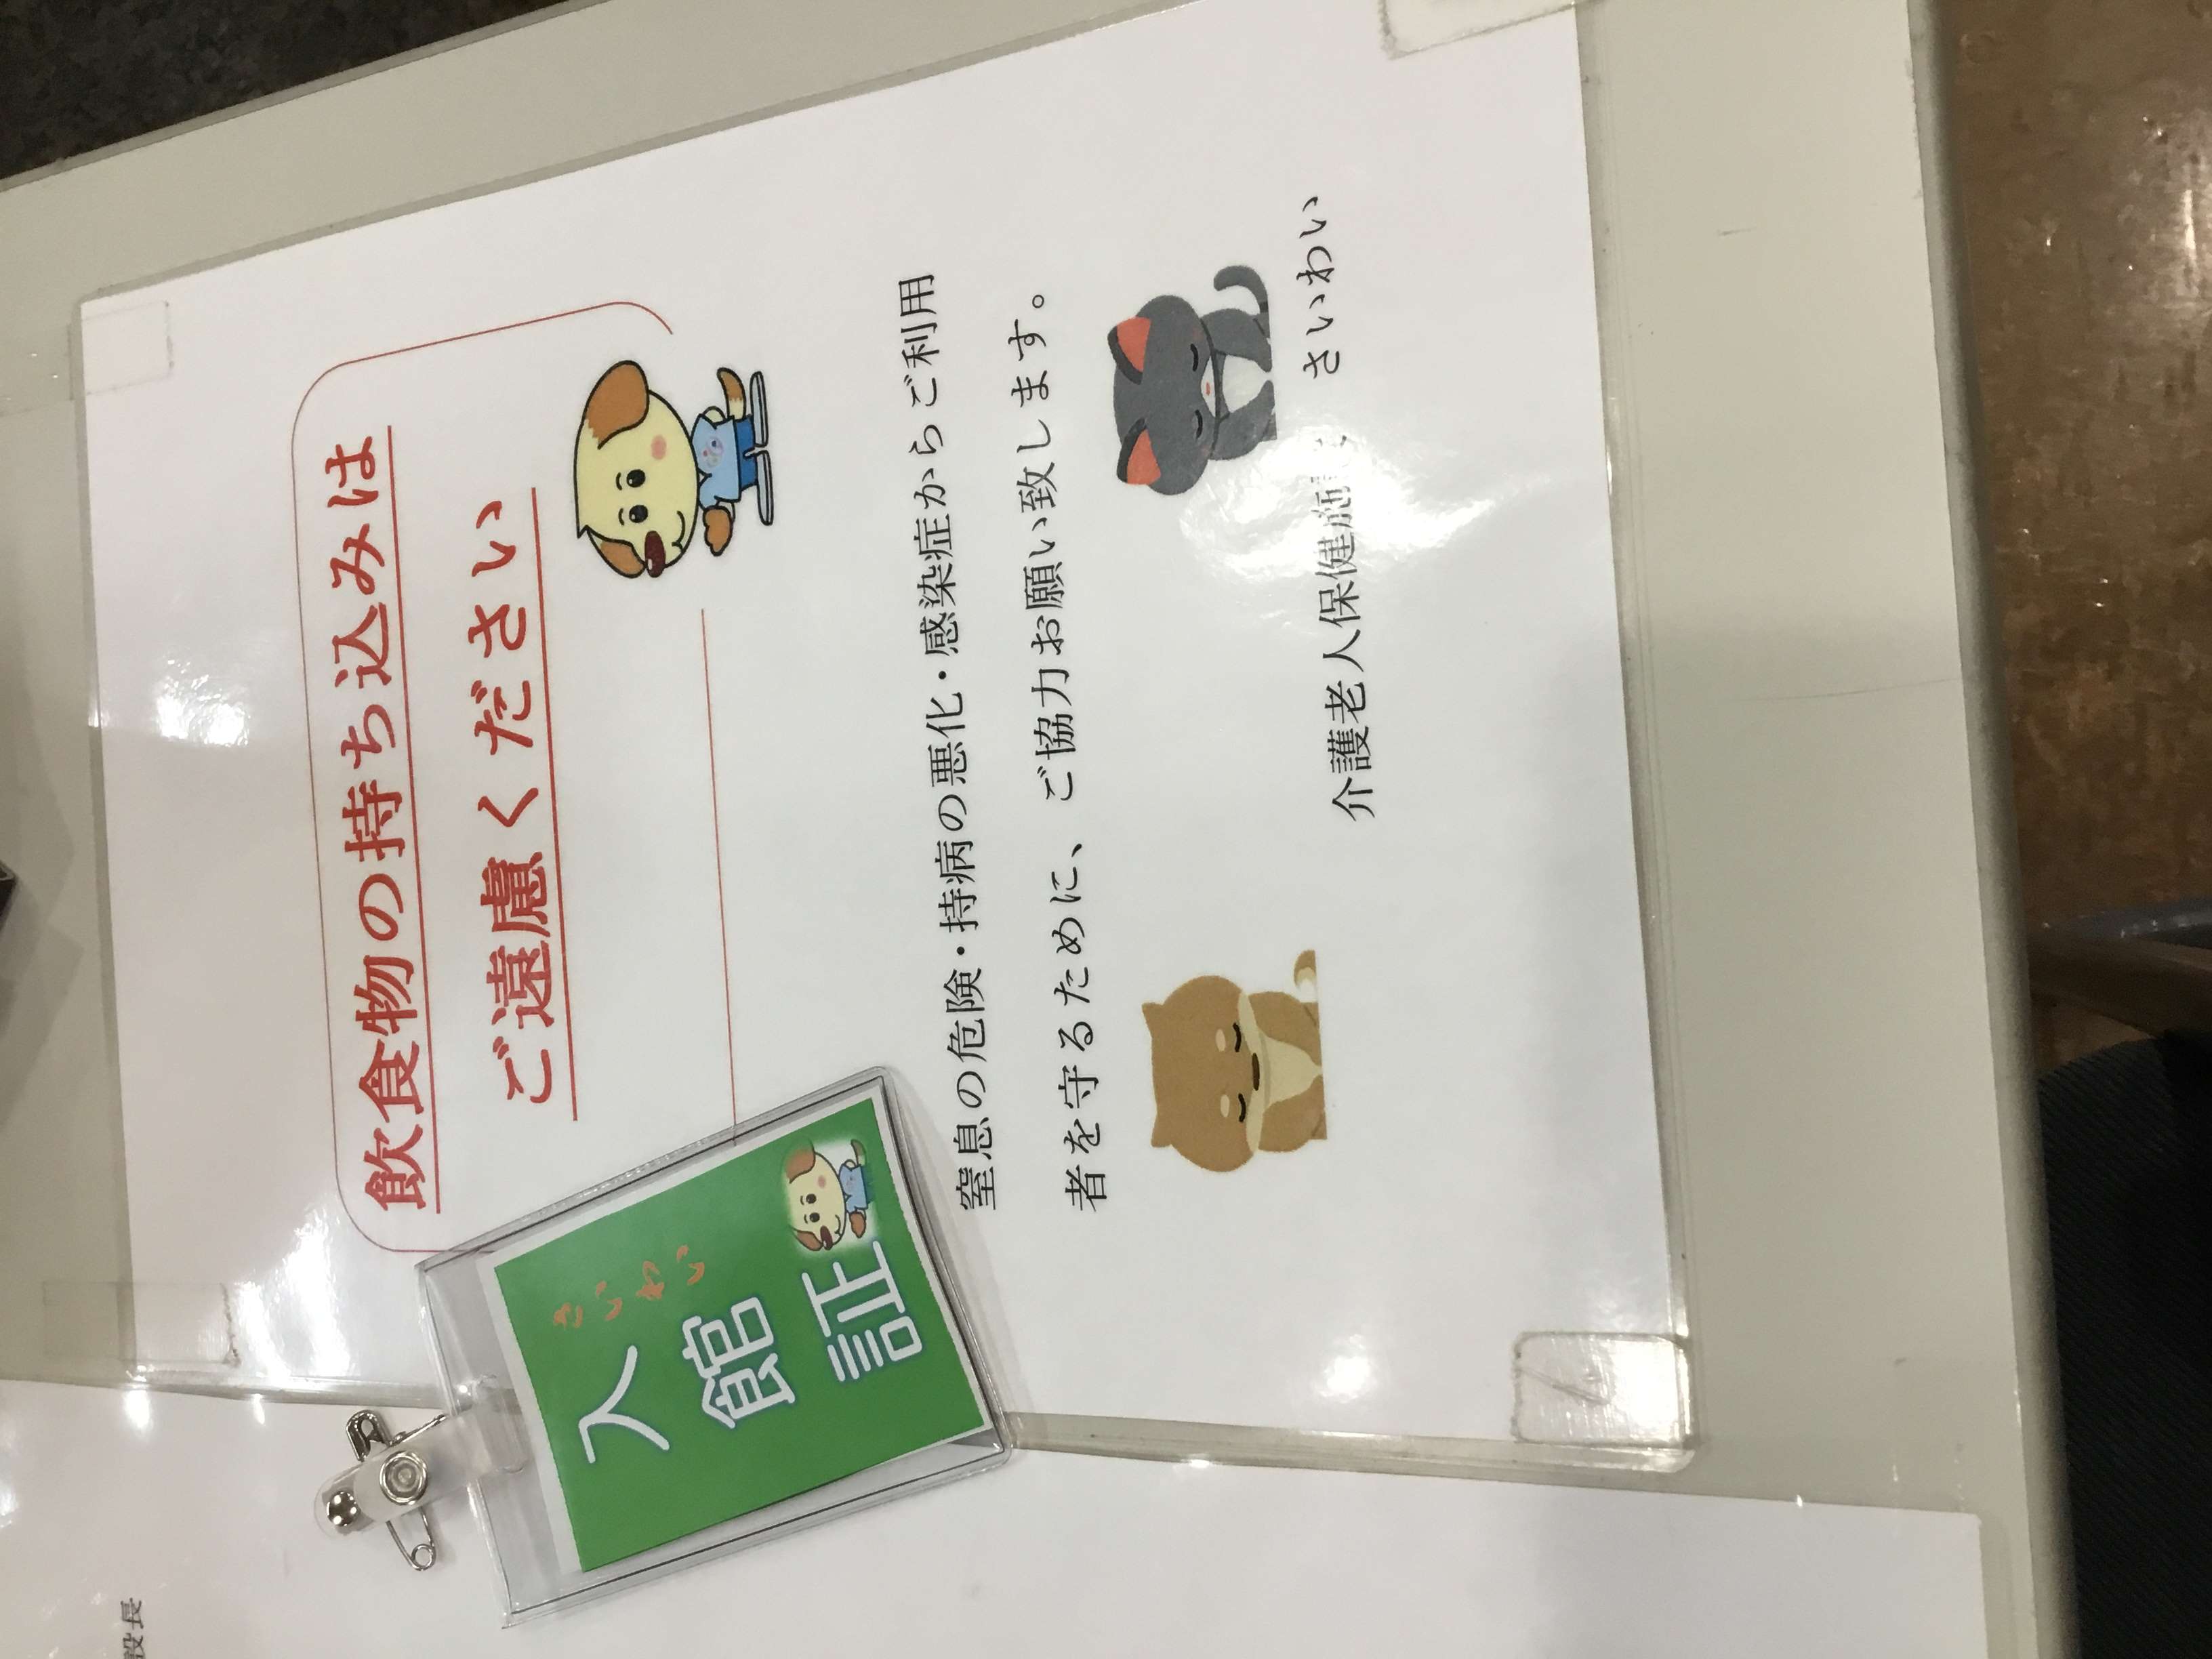 飲食物の持ち込みは
ご遠慮ください
窒息の危険・持病の悪化・感染症からご利用
者を守るために、ご協力お願い致します。
介護老人保健施設 さいわい
さいわい
入館証
設長